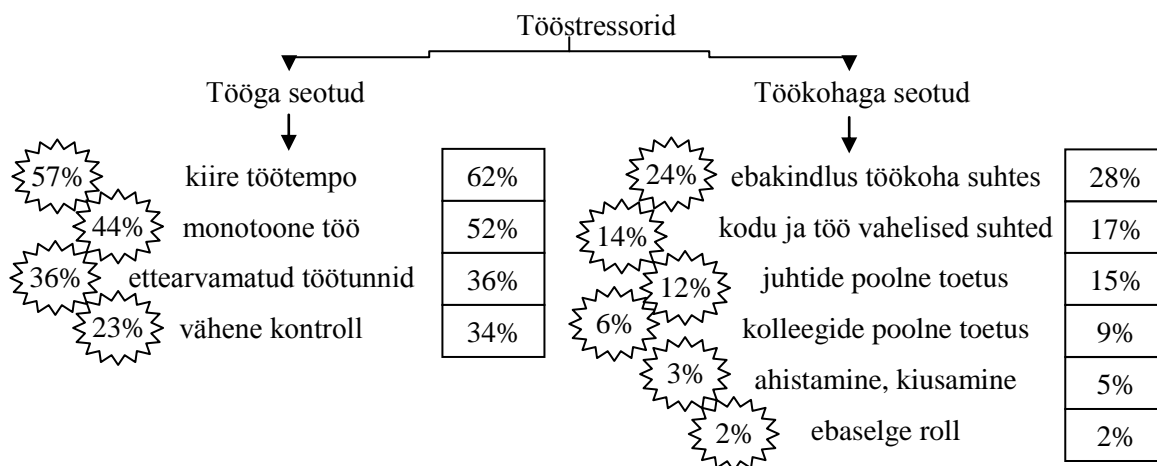 Tööstressorid
Tööga seotud
57% kiire töötempo 62%
44% monotoone töö 52%
36% ettearvamatud töötunnid 36%
23% vähene kontroll 34%
Töökohaga seotud
24% ebakindlus töökoha suhtes 28%
14% kodu ja töö vahelised suhted 17%
12% juhtide poolne toetus 15%
6% kolleegide poolne toetus 9%
3% ahistamine, kiusamine 5%
2% ebaselge roll 2%